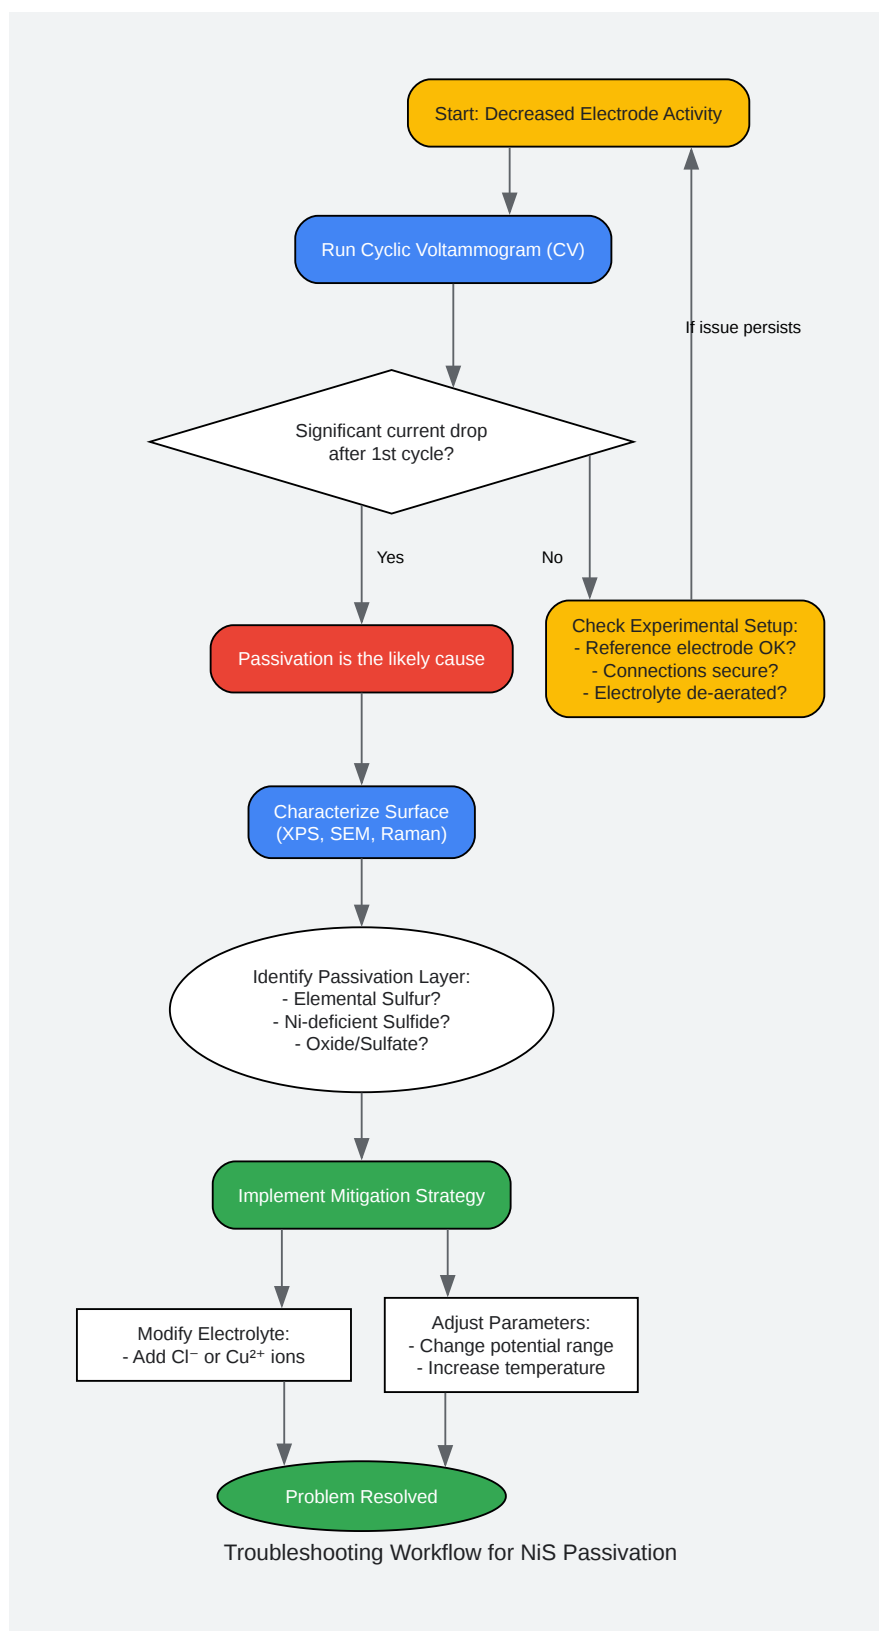 Start: Decreased Electrode Activity
Run Cyclic Voltammogram (CV)
If issue persists
Significant current drop
after 1st cycle?
Yes
No
Check Experimental Setup:
- Reference electrode OK?
- Connections secure?
- Electrolyte de-aerated?
Passivation is the likely cause
Characterize Surface
(XPS, SEM, Raman)
Identify Passivation Layer:
- Elemental Sulfur?
- Ni-deficient Sulfide?
- Oxide/Sulfate?
Implement Mitigation Strategy
Modify Electrolyte:
- Add Cl⁻ or Cu²⁺ ions
Adjust Parameters:
- Change potential range
- Increase temperature
Problem Resolved
Troubleshooting Workflow for NiS Passivation